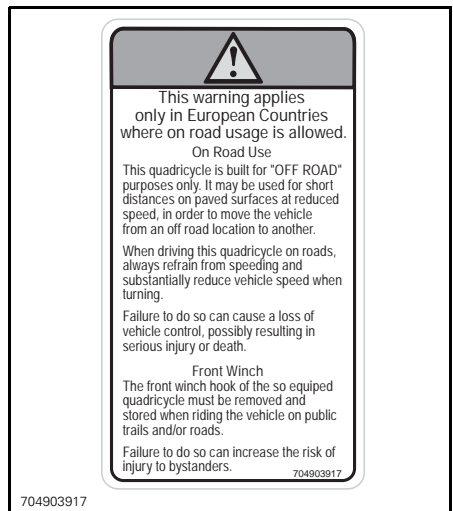 This warning applies
only in European Countries
where on road usage is allowed.
On Road Use
This quadricycle is built for "OFF ROAD"
purposes only. It may be used for short
distances on paved surfaces at reduced
speed, in order to move the vehicle
from an off road location to another.
When driving this quadricycle on roads,
always refrain from speeding and
substantially reduce vehicle speed when
turning.
Failure to do so can cause a loss of
vehicle control, possibly resulting in
serious injury or death.
Front Winch
The front winch hook of the so equiped
quadricycle must be removed and
stored when riding the vehicle on public
trails and/or roads.
Failure to do so can increase the risk of
injury to bystanders.
704903917
704903917